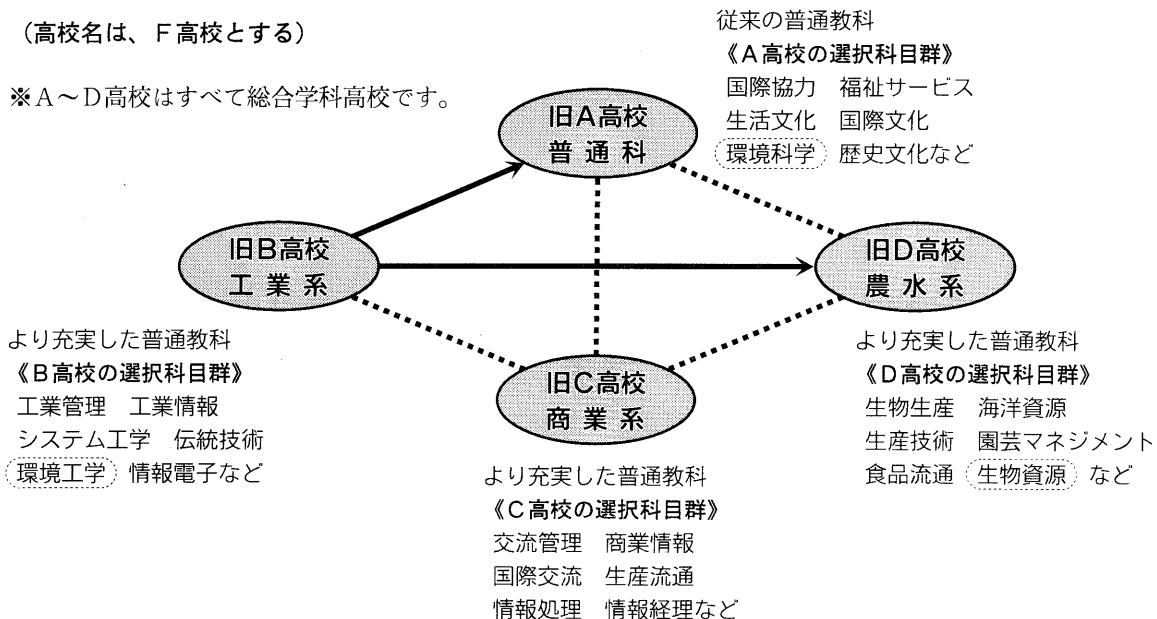 (高校名は、F高校とする)
※A～D高校はすべて総合学科高校です。
従来の普通教科
《A高校の選択科目群》
国際協力 福祉サービス
生活文化 国際文化
環境科学 歴史文化など
旧A高校
普通科
旧B高校
工業系
旧D高校
農水系
旧C高校
商業系
より充実した普通教科
《B高校の選択科目群》
工業管理 工業情報
システム工学 伝統技術
環境工学 情報電子など
より充実した普通教科
《C高校の選択科目群》
交流管理 商業情報
国際交流 生産流通
情報処理 情報経理など
より充実した普通教科
《D高校の選択科目群》
生物生産 海洋資源
生産技術 園芸マネジメント
食品流通 生物資源 など